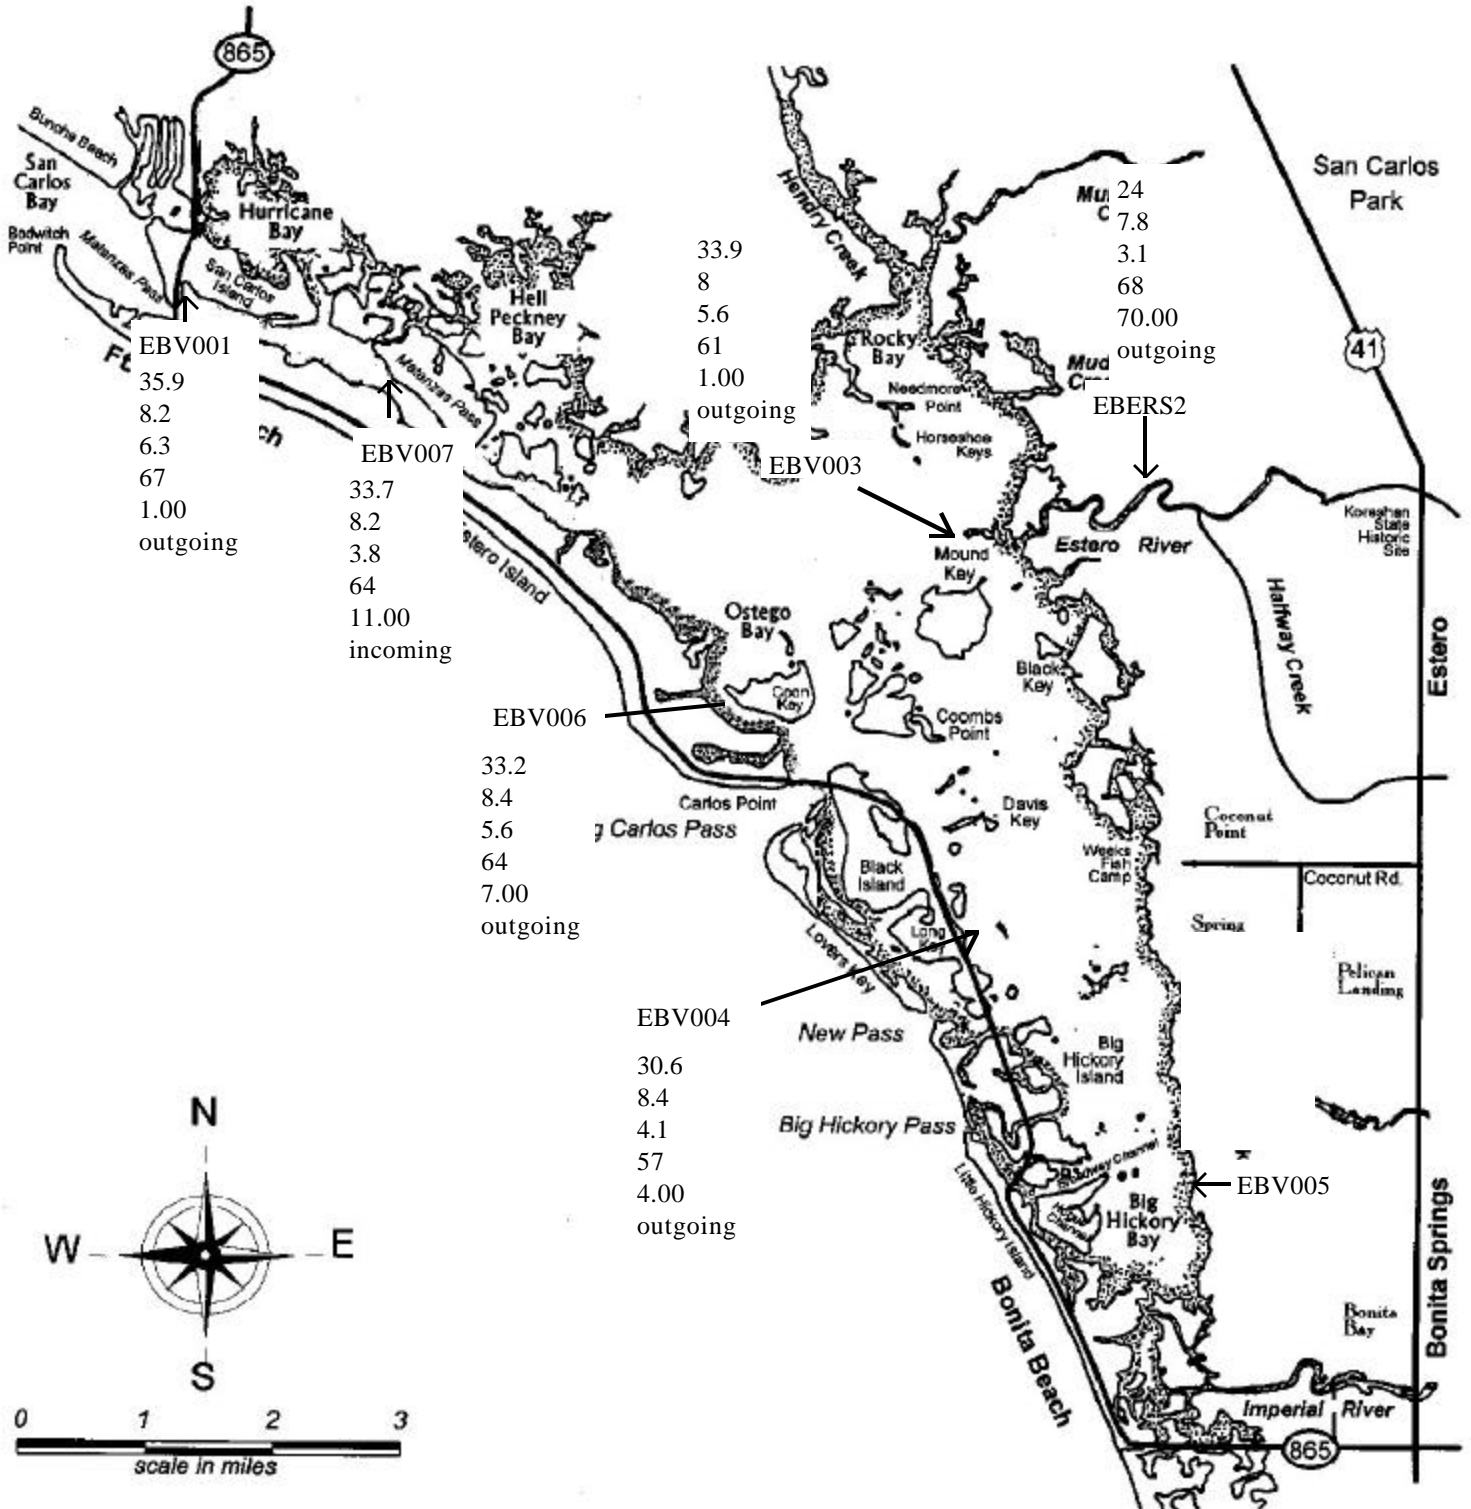 865
Bunche Beach
San
Carlos
Bay
Bodwitch
Point
Matanzas Pass
Hurricane
Bay
San Carlos
Island
Hell
Peckney
Bay
Matanzas Pass
EBV001
35.9
8.2
6.3
67
1.00
outgoing
EBV007
33.7
8.2
3.8
64
11.00
incoming
33.9
8
5.6
61
1.00
outgoing
EBV003
Hendry Creek
Rocky
Bay
Needmore
Point
Horseshoe
Keys
24
7.8
3.1
68
70.00
outgoing
EBERS2
San Carlos
Park
41
Koreshan
State
Historic
Site
Estero River
Halfway Creek
Estero
Mound
Key
Black
Key
Ostego
Bay
Coon
Key
Coombs
Point
stero Island
EBV006
33.2
8.4
5.6
64
7.00
outgoing
Carlos Point
g Carlos Pass
Davis
Key
Weeks
Fish
Camp
Coconut
Point
Coconut Rd.
Spring
Pelican
Landing
Black
Island
Long
Key
Lovers Key
EBV004
30.6
8.4
4.1
57
4.00
outgoing
New Pass
Big
Hickory
Island
Big Hickory Pass
Little Hickory Island
Big
Hickory
Bay
EBV005
Bonita Beach
Bonita
Bay
Bonita Springs
Imperial River
865
N
W
E
S
0 1 2 3
scale in miles